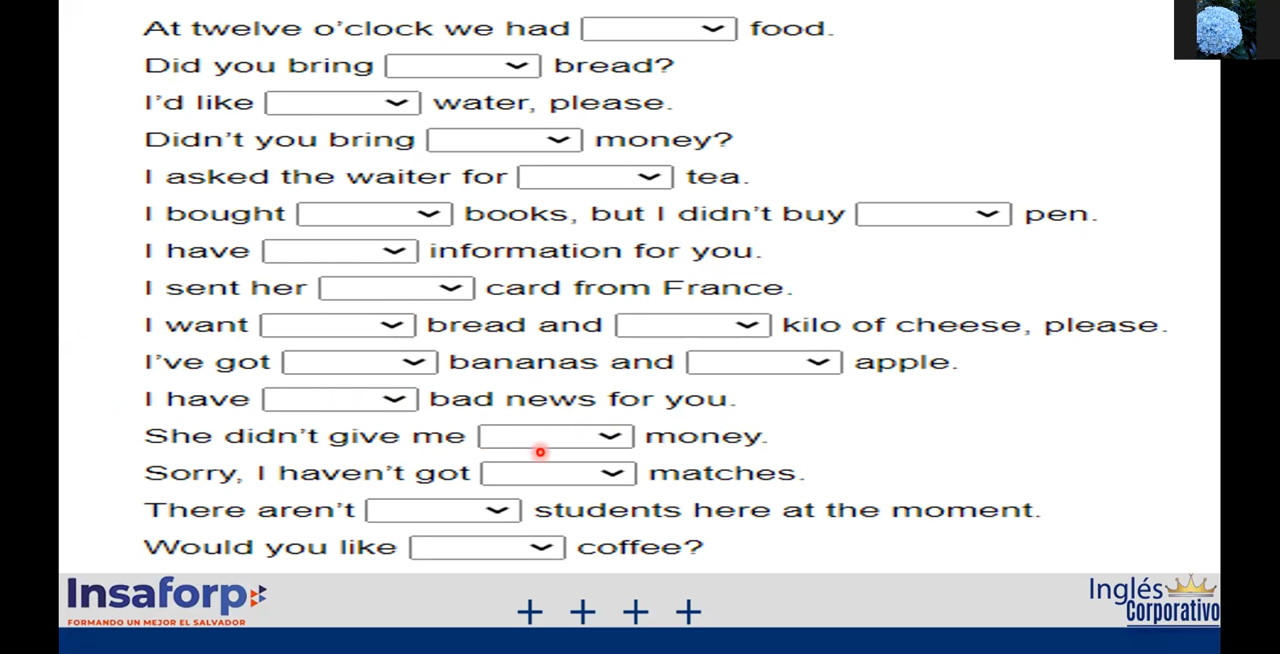 At twelve o'clock we had food.
Did you bring bread?
I'd like water, please.
Didn't you bring money?
I asked the waiter for tea.
I bought books, but I didn't buy pen.
I have information for you.
I sent her card from France.
I want bread and kilo of cheese, please.
I've got bananas and apple.
I have bad news for you.
She didn't give me money.
Sorry, I haven't got matches.
There aren't students here at the moment.
Would you like coffee?
Insaforp
FORMANDO UN MEJOR EL SALVADOR
+ + + +
Inglés
Corporativo